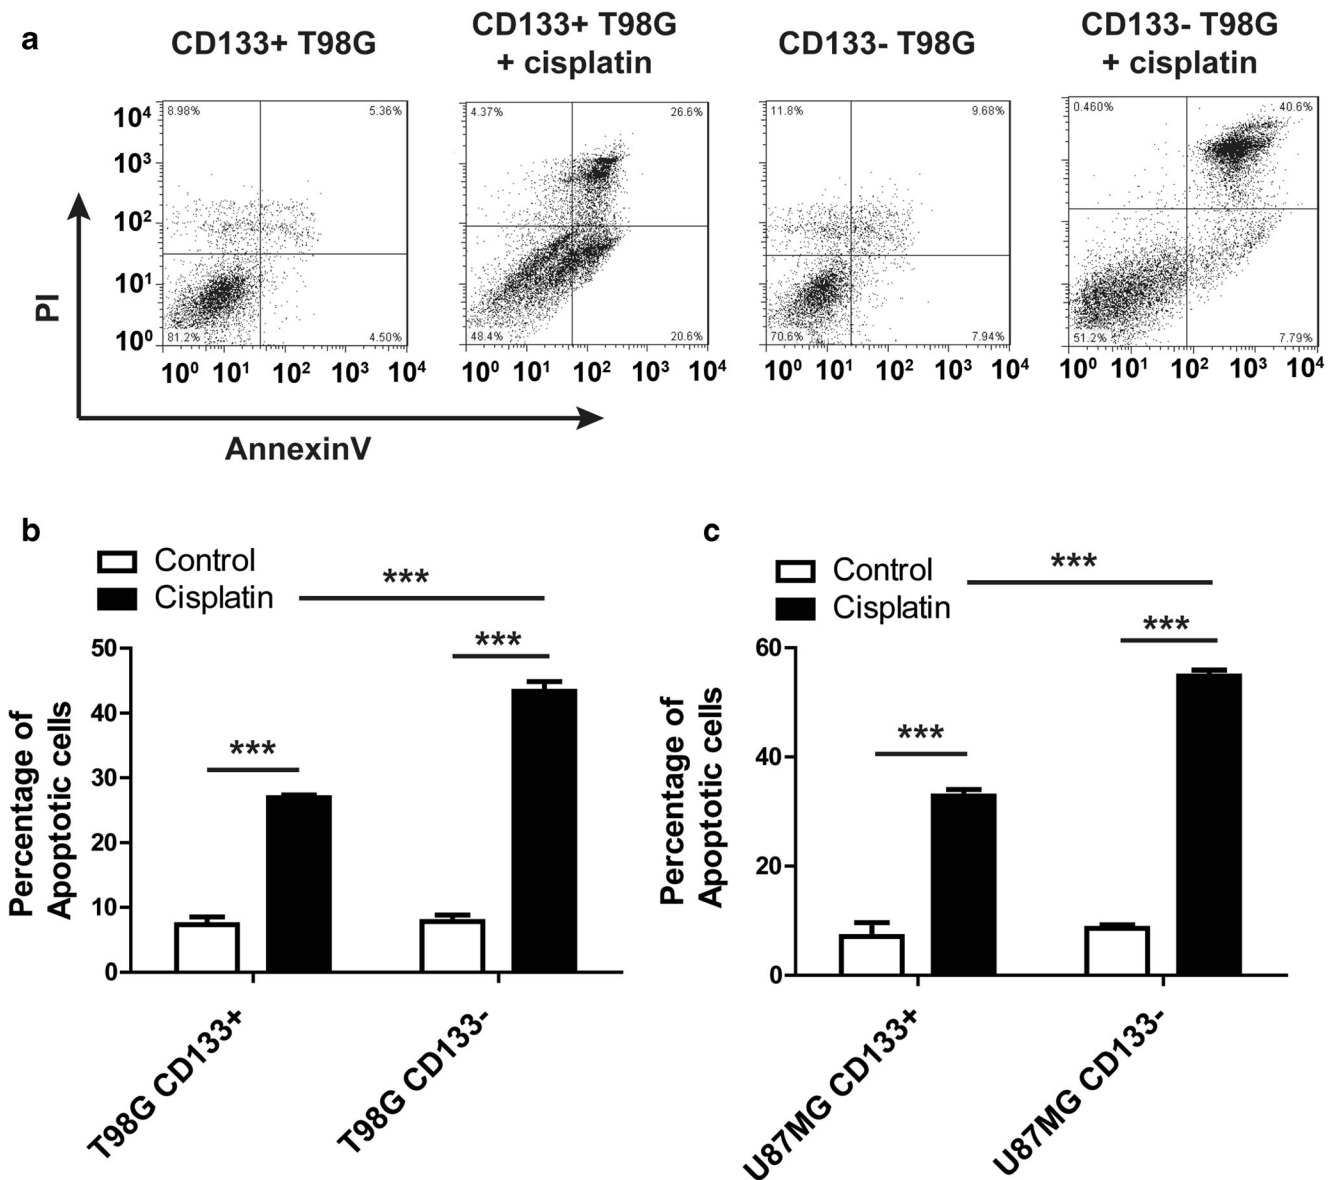 a
CD133+ T98G
CD133+ T98G
+ cisplatin
CD133- T98G
CD133- T98G
+ cisplatin
8.98% 5.36%
81.2% 4.50%
4.37% 26.6%
48.4% 20.6%
11.8% 9.68%
70.6% 7.94%
0.460% 40.6%
51.2% 7.79%
10⁴
10³
10²
10¹
10⁰
PI
10⁰ 10¹ 10² 10³ 10⁴
10⁰ 10¹ 10² 10³ 10⁴
10⁰ 10¹ 10² 10³ 10⁴
10⁰ 10¹ 10² 10³ 10⁴
AnnexinV
b
Control
Cisplatin
***
***
***
50
40
30
20
10
0
Percentage of
Apoptotic cells
T98G CD133+
T98G CD133-
c
Control
Cisplatin
***
***
***
60
40
20
0
Percentage of
Apoptotic cells
U87MG CD133+
U87MG CD133-